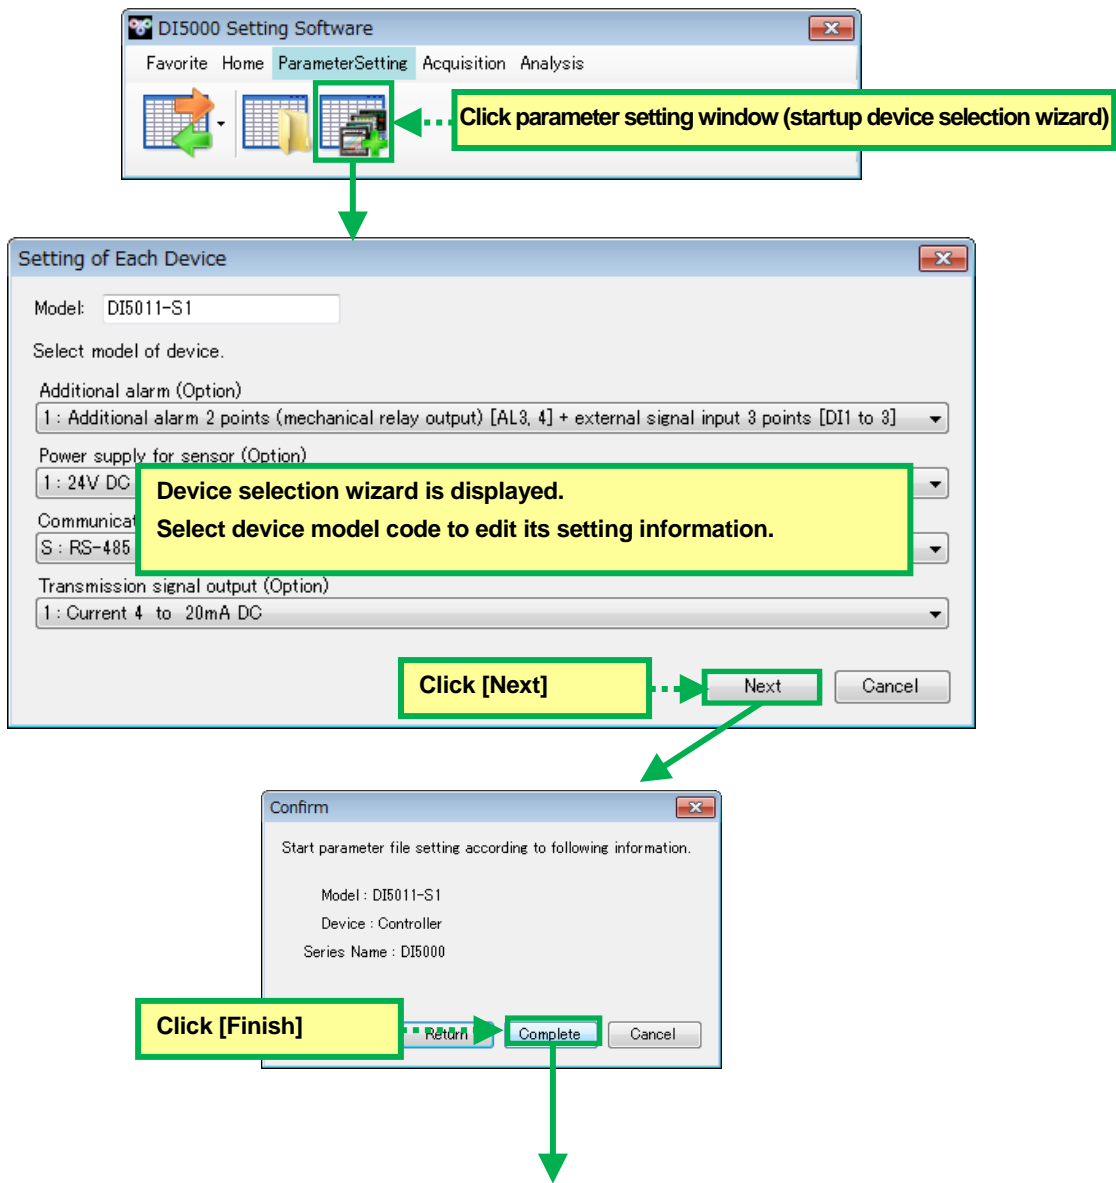 DI5000 Setting Software
Favorite Home ParameterSetting Acquisition Analysis
Click parameter setting window (startup device selection wizard)
Setting of Each Device
Model: DI5011-S1
Select model of device.
Additional alarm (Option)
1 : Additional alarm 2 points (mechanical relay output) [AL3, 4] + external signal input 3 points [DI1 to 3]
Power supply for sensor (Option)
1 : 24V DC
Device selection wizard is displayed.
Select device model code to edit its setting information.
Communicat
S : RS-485
Transmission signal output (Option)
1 : Current 4 to 20mA DC
Click [Next]
Next Cancel
Confirm
Start parameter file setting according to following information.
Model : DI5011-S1
Device : Controller
Series Name : DI5000
Click [Finish]
Return Complete Cancel